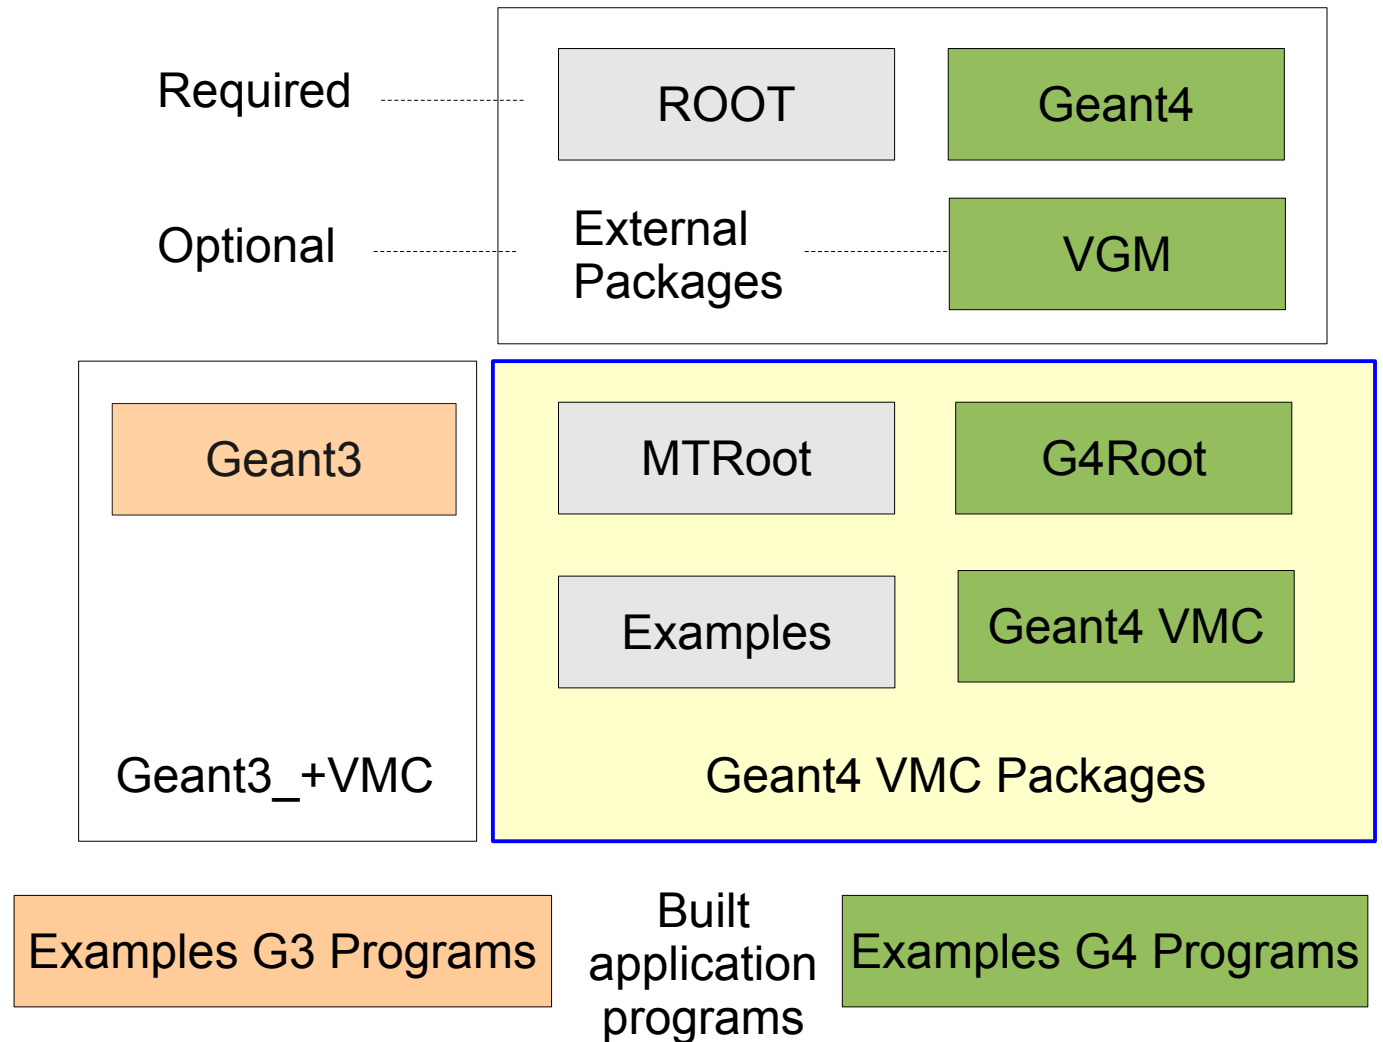 Required
ROOT
Geant4
Optional
External
Packages
VGM
Geant3
MTRoot
G4Root
Examples
Geant4 VMC
Geant3_+VMC
Geant4 VMC Packages
Examples G3 Programs
Built
application
programs
Examples G4 Programs